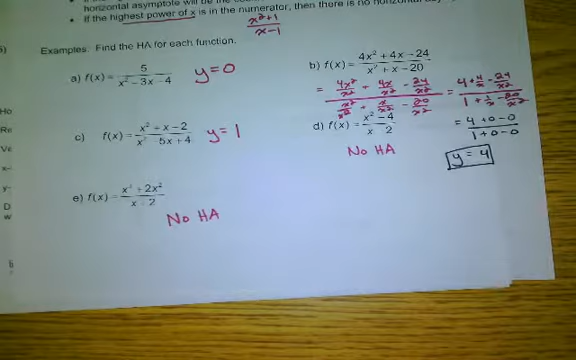 horizontal asymptote will be the
• If the highest power of x is in the numerator, then there is no horizontal
x²+1
x-1
Examples: Find the HA for each function.
a) f(x) = 5 / x² - 3x - 4
y=0
b) f(x) = 4x² + 4x - 24 / x² + x - 20
= 4x²/x² + 4x/x² - 24/x² / x²/x² + x/x² - 20/x² = 4 + 4/x - 24/x² / 1 + 1/x - 20/x²
c) f(x) = x² + x - 2 / x² 5x + 4
y = 1
d) f(x) = x² - 4 / x 2
No HA
= 4 + 0 - 0 / 1 + 0 - 0
y = 4
e) f(x) = + 2x² / x - 2
No HA